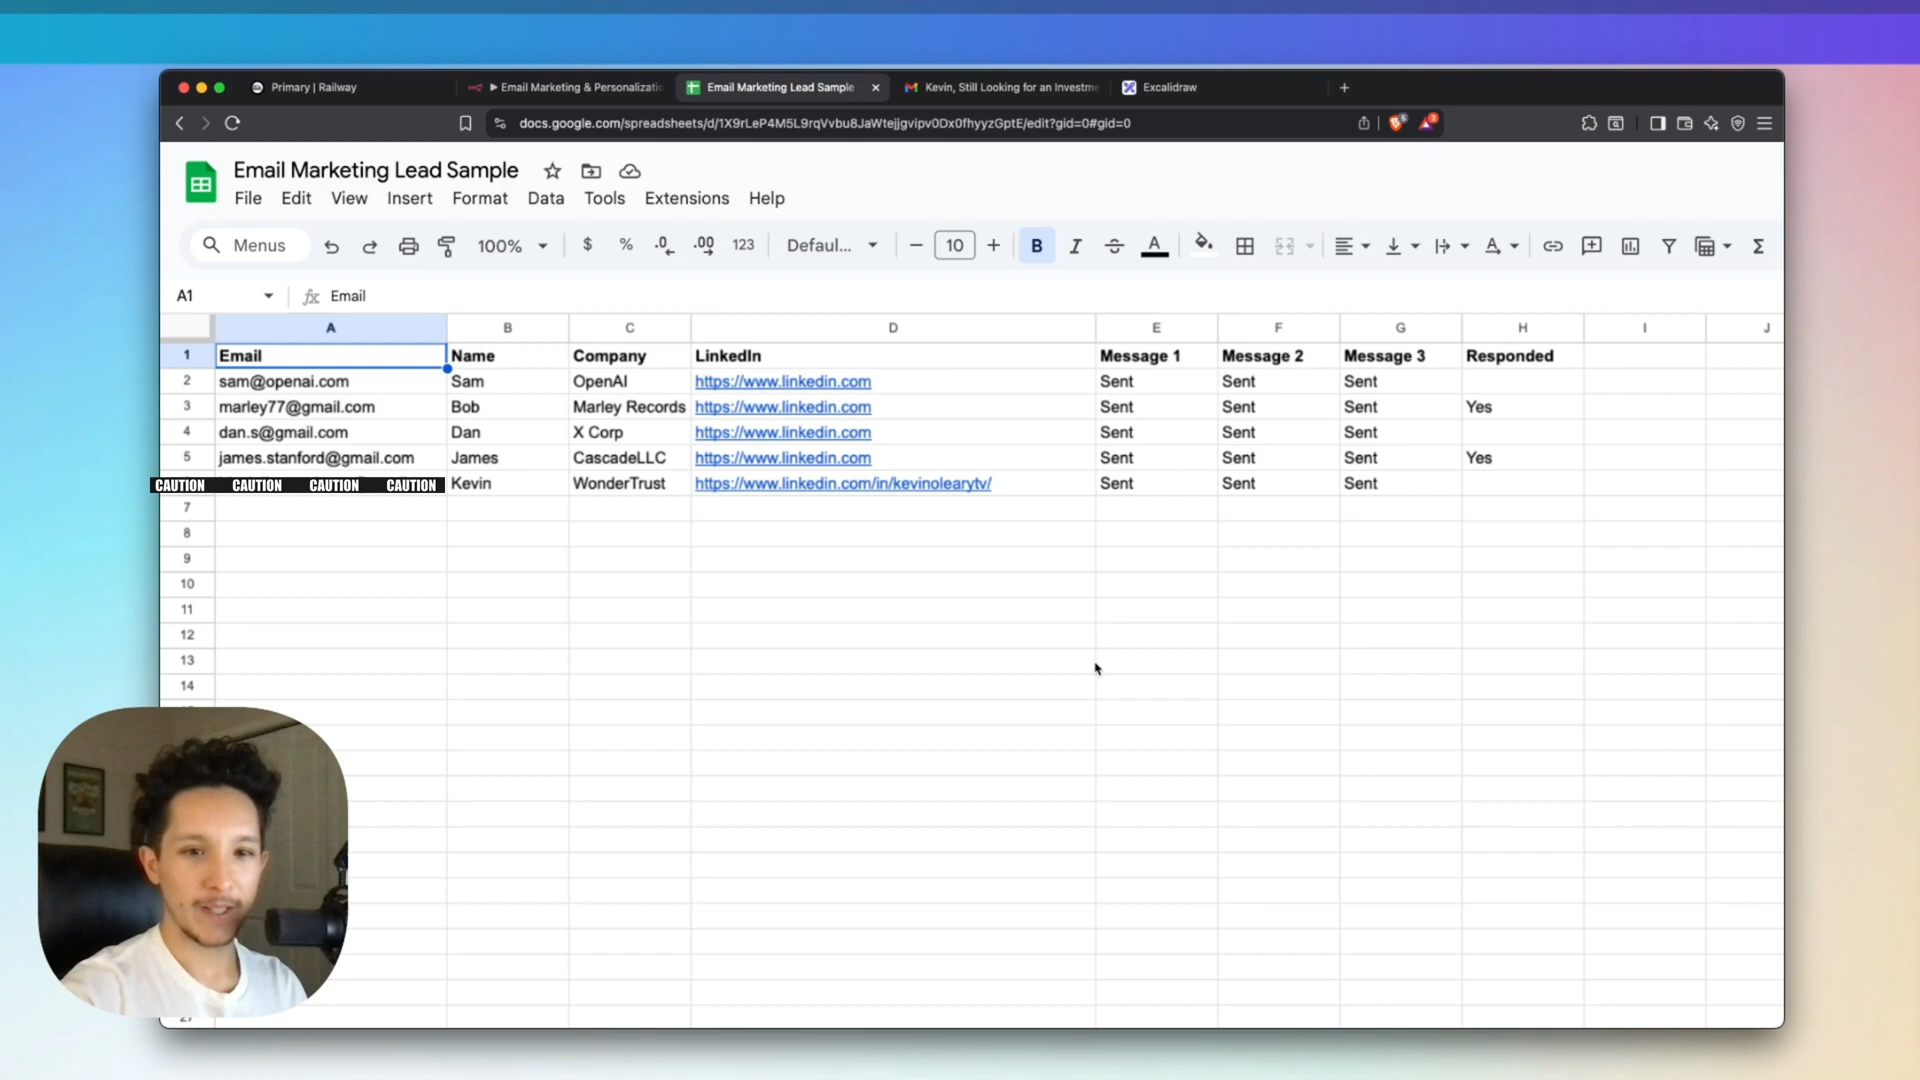 Primary | Railway
▶ Email Marketing & Personalizati
Email Marketing Lead Sample
Kevin, Still Looking for an Investme
Excalidraw
docs.google.com/spreadsheets/d/1X9rLeP4M5L9rqVvbu8JaWtejjgvipv0Dx0fhyyzGptE/edit?gid=0#gid=0
Email Marketing Lead Sample
File Edit View Insert Format Data Tools Extensions Help
Menus 100% $ % .0 .00 123 Defaul... 10 B I A Σ
A1 fx Email
A B C D E F G H I J
1 Email Name Company LinkedIn Message 1 Message 2 Message 3 Responded
2 sam@openai.com Sam OpenAI https://www.linkedin.com Sent Sent Sent
3 marley77@gmail.com Bob Marley Records https://www.linkedin.com Sent Sent Sent Yes
4 dan.s@gmail.com Dan X Corp https://www.linkedin.com Sent Sent Sent
5 james.stanford@gmail.com James CascadeLLC https://www.linkedin.com Sent Sent Sent Yes
CAUTION CAUTION CAUTION CAUTION Kevin WonderTrust https://www.linkedin.com/in/kevinolearytv/ Sent Sent Sent
7
8
9
10
11
12
13
14